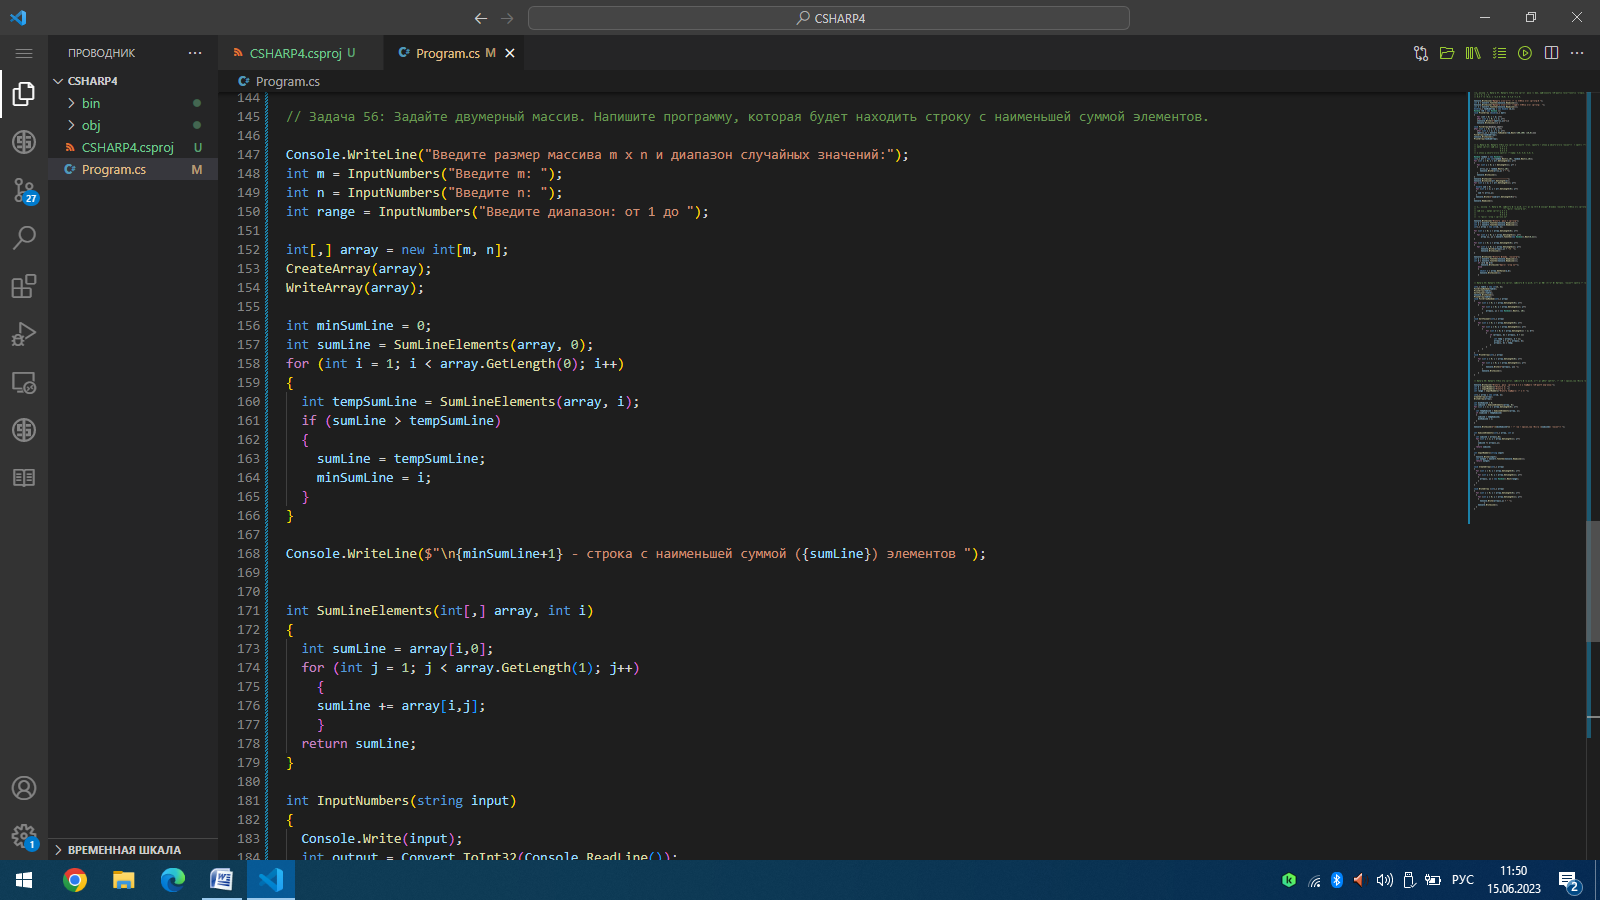 CSHARP4
ПРОВОДНИК
CSHARP4
bin
obj
CSHARP4.csproj U
Program.cs M
ВРЕМЕННАЯ ШКАЛА
27
1
CSHARP4.csproj U
Program.cs M
Program.cs
144
145 // Задача 56: Задайте двумерный массив. Напишите программу, которая будет находить строку с наименьшей суммой элементов.
146
147 Console.WriteLine("Введите размер массива m x n и диапазон случайных значений:");
148 int m = InputNumbers("Введите m: ");
149 int n = InputNumbers("Введите n: ");
150 int range = InputNumbers("Введите диапазон: от 1 до ");
151
152 int[,] array = new int[m, n];
153 CreateArray(array);
154 WriteArray(array);
155
156 int minSumLine = 0;
157 int sumLine = SumLineElements(array, 0);
158 for (int i = 1; i < array.GetLength(0); i++)
159 {
160 int tempSumLine = SumLineElements(array, i);
161 if (sumLine > tempSumLine)
162 {
163 sumLine = tempSumLine;
164 minSumLine = i;
165 }
166 }
167
168 Console.WriteLine($"\n{minSumLine+1} - строка с наименьшей суммой ({sumLine}) элементов ");
169
170
171 int SumLineElements(int[,] array, int i)
172 {
173 int sumLine = array[i,0];
174 for (int j = 1; j < array.GetLength(1); j++)
175 {
176 sumLine += array[i,j];
177 }
178 return sumLine;
179 }
180
181 int InputNumbers(string input)
182 {
183 Console.Write(input);
184 int output = Convert.ToInt32(Console.ReadLine());
РУС
11:50
15.06.2023
2